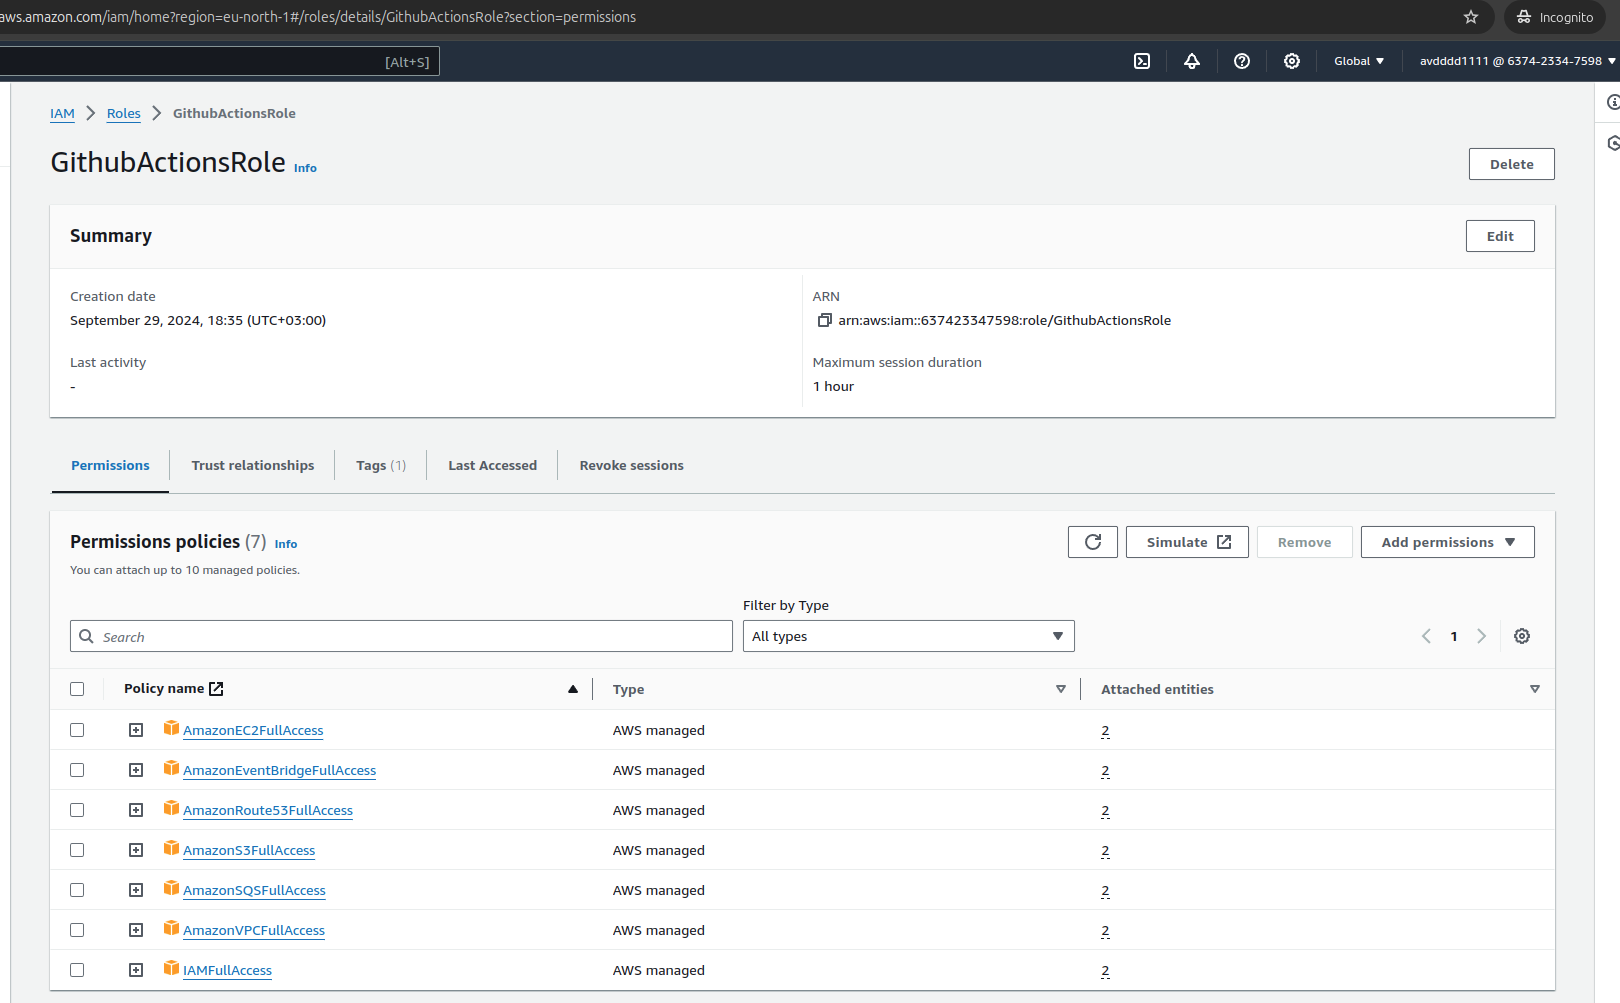 aws.amazon.com/iam/home?region=eu-north-1#/roles/details/GithubActionsRole?section=permissions
Incognito
[Alt+S]
Global
avdddd1111 @ 6374-2334-7598
IAM > Roles > GithubActionsRole
GithubActionsRole Info
Delete
Summary
Edit
Creation date
September 29, 2024, 18:35 (UTC+03:00)
ARN
arn:aws:iam::637423347598:role/GithubActionsRole
Last activity
-
Maximum session duration
1 hour
Permissions
Trust relationships
Tags (1)
Last Accessed
Revoke sessions
Permissions policies (7) Info
You can attach up to 10 managed policies.
Simulate
Remove
Add permissions
Filter by Type
Search
All types
1
Policy name Type Attached entities
AmazonEC2FullAccess AWS managed 2
AmazonEventBridgeFullAccess AWS managed 2
AmazonRoute53FullAccess AWS managed 2
AmazonS3FullAccess AWS managed 2
AmazonSQSFullAccess AWS managed 2
AmazonVPCFullAccess AWS managed 2
IAMFullAccess AWS managed 2